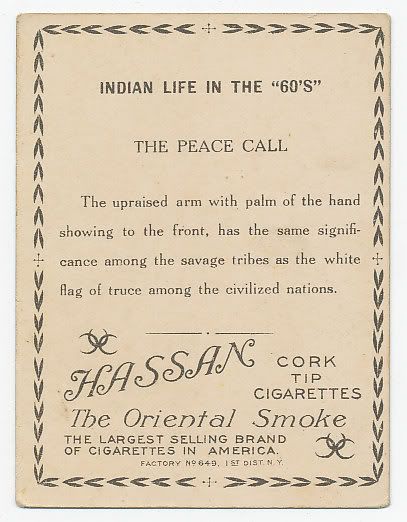 INDIAN LIFE IN THE "60'S"
THE PEACE CALL
The upraised arm with palm of the hand
showing to the front, has the same signifi-
cance among the savage tribes as the white
flag of truce among the civilized nations.
HASSAN
CORK
TIP
CIGARETTES
The Oriental Smoke
THE LARGEST SELLING BRAND
OF CIGARETTES IN AMERICA.
FACTORY Nº 649, 1ST DIST. N.Y.